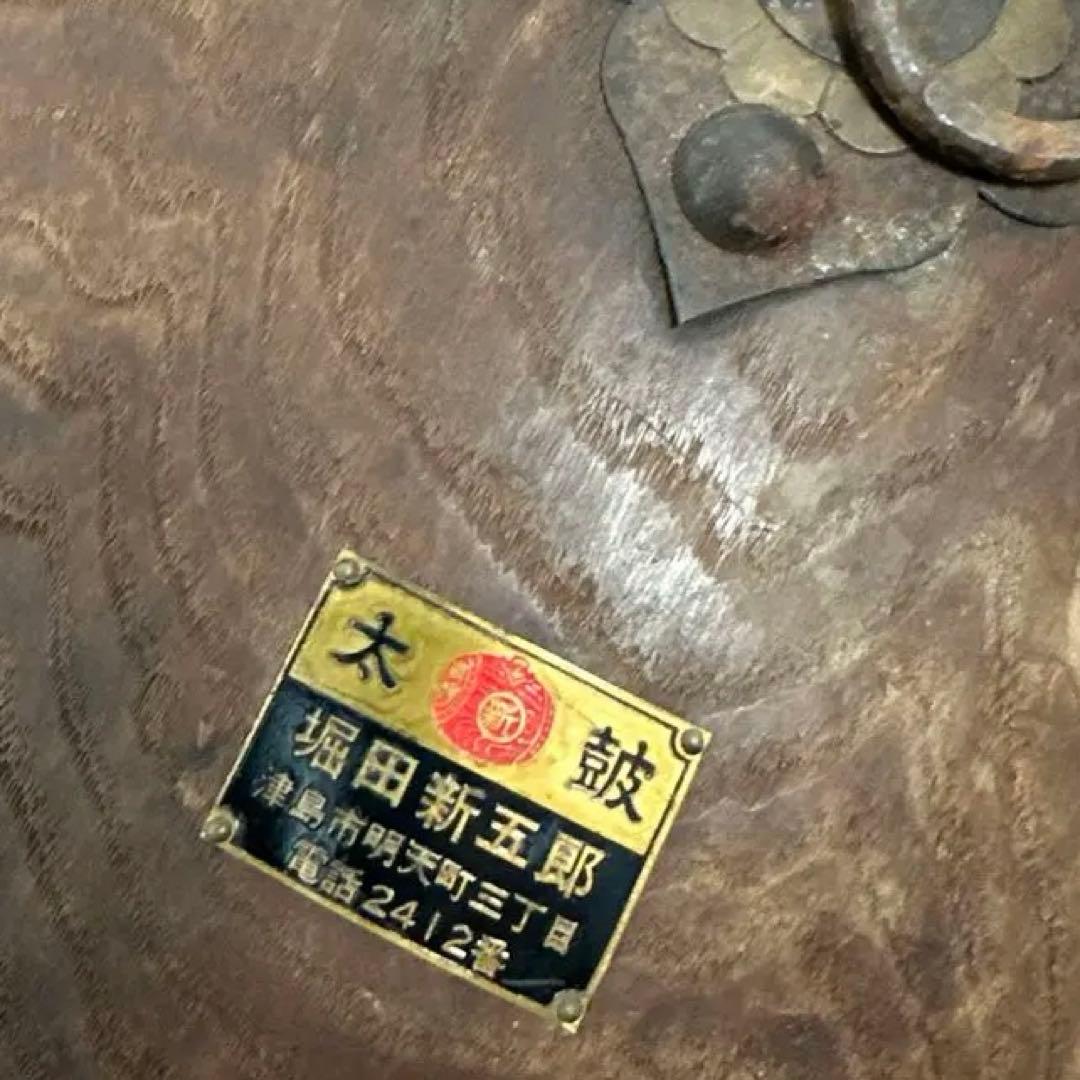 太 新 鼓
堀田新五郎
津島市明天町三丁目
電話2412番